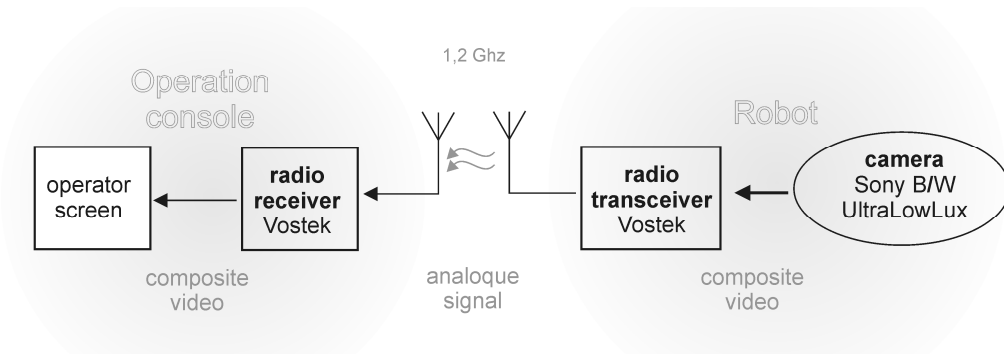 1,2 Ghz
Operation
console
Robot
operator
screen
radio
receiver
Vostek
radio
transceiver
Vostek
camera
Sony B/W
UltraLowLux
composite
video
analoque
signal
composite
video